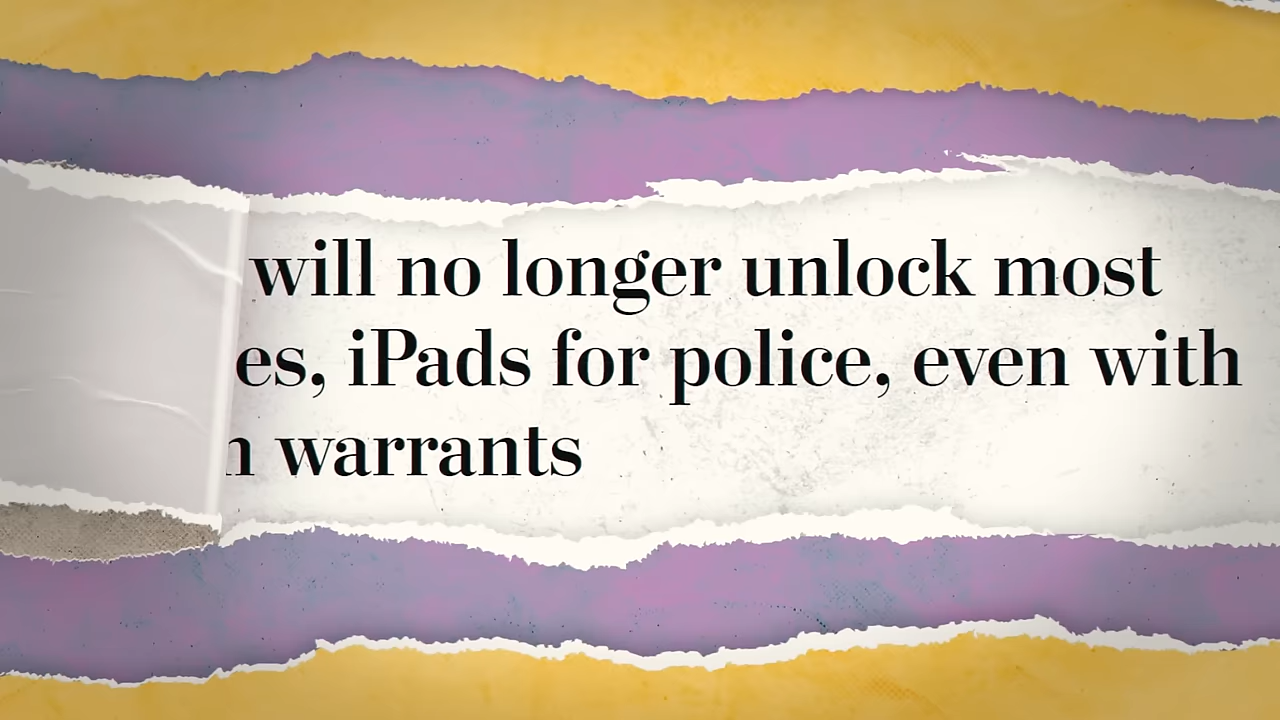 will no longer unlock most
es, iPads for police, even with
warrants